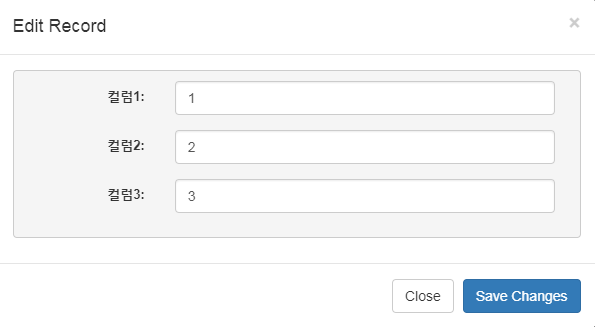 Edit Record ×
컬럼1: 1
컬럼2: 2
컬럼3: 3
Close Save Changes